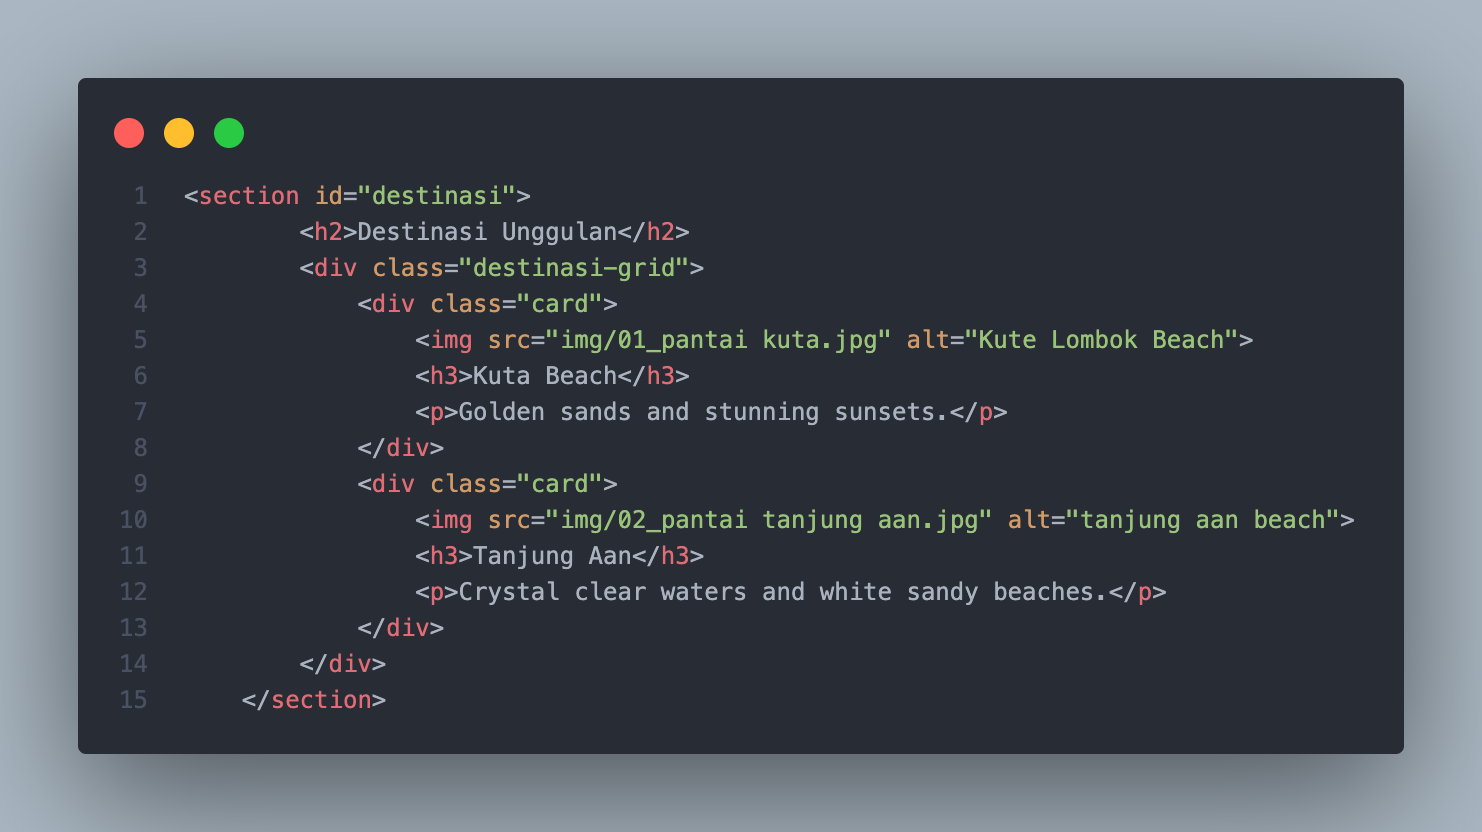 1 <section id="destinasi">
2         <h2>Destinasi Unggulan</h2>
3         <div class="destinasi-grid">
4             <div class="card">
5                 <img src="img/01_pantai kuta.jpg" alt="Kute Lombok Beach">
6                 <h3>Kuta Beach</h3>
7                 <p>Golden sands and stunning sunsets.</p>
8             </div>
9             <div class="card">
10                 <img src="img/02_pantai tanjung aan.jpg" alt="tanjung aan beach">
11                 <h3>Tanjung Aan</h3>
12                 <p>Crystal clear waters and white sandy beaches.</p>
13             </div>
14         </div>
15     </section>